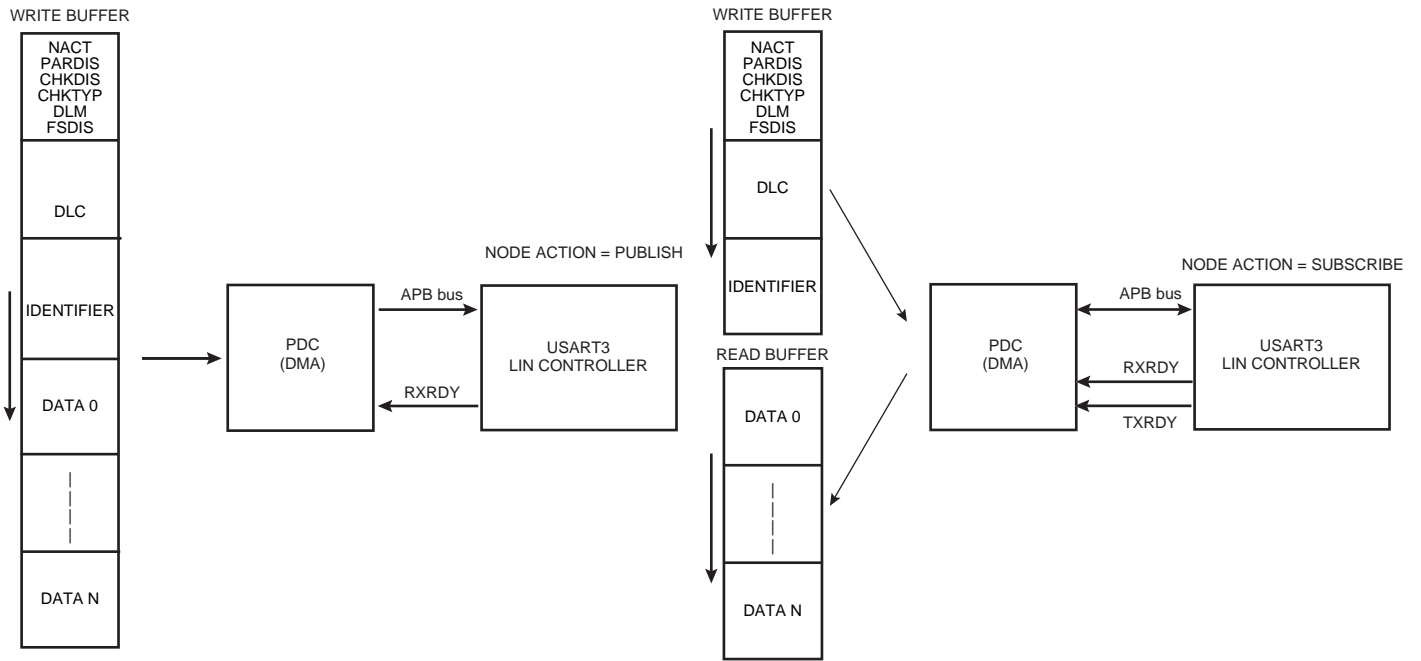 WRITE BUFFER
NACT
PARDIS
CHKDIS
CHKTYP
DLM
FSDIS
DLC
IDENTIFIER
DATA 0
DATA N
PDC
(DMA)
APB bus
RXRDY
NODE ACTION = PUBLISH
USART3
LIN CONTROLLER
WRITE BUFFER
NACT
PARDIS
CHKDIS
CHKTYP
DLM
FSDIS
DLC
IDENTIFIER
READ BUFFER
DATA 0
DATA N
PDC
(DMA)
APB bus
RXRDY
TXRDY
NODE ACTION = SUBSCRIBE
USART3
LIN CONTROLLER